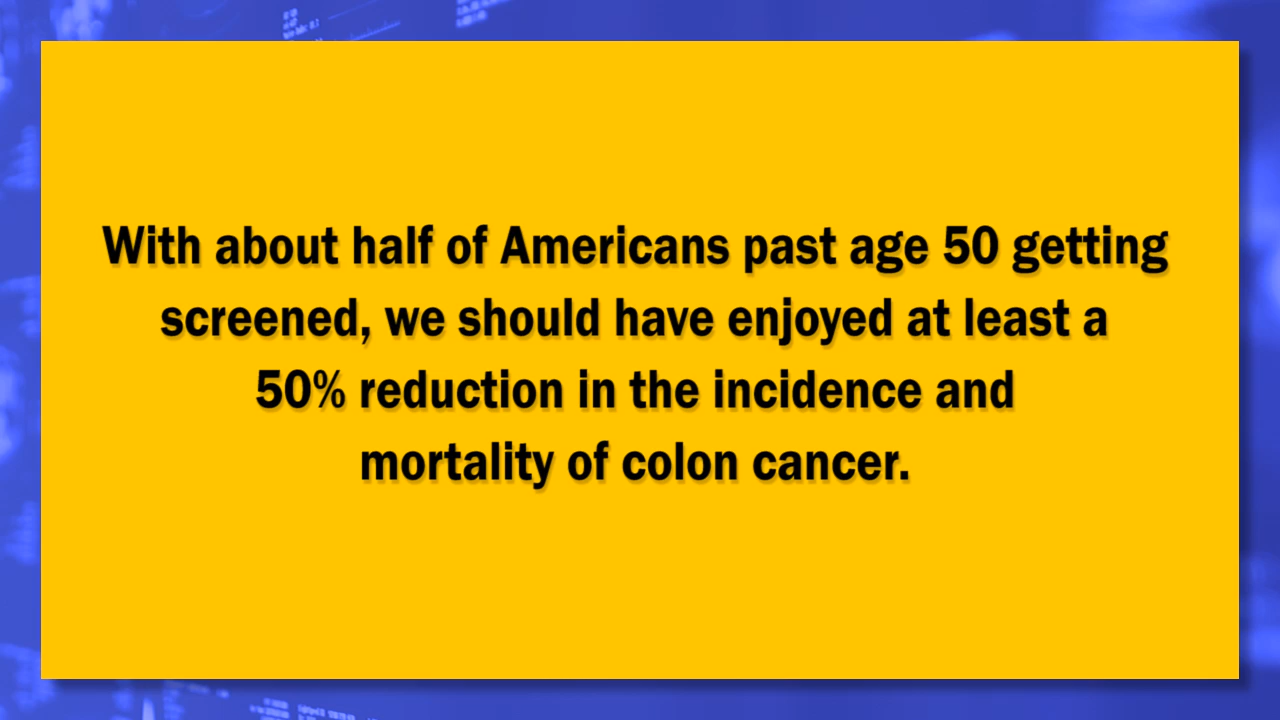 With about half of Americans past age 50 getting
screened, we should have enjoyed at least a
50% reduction in the incidence and
mortality of colon cancer.